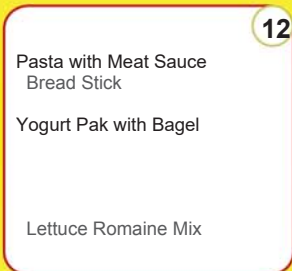 12
Pasta with Meat Sauce
Bread Stick
Yogurt Pak with Bagel
Lettuce Romaine Mix